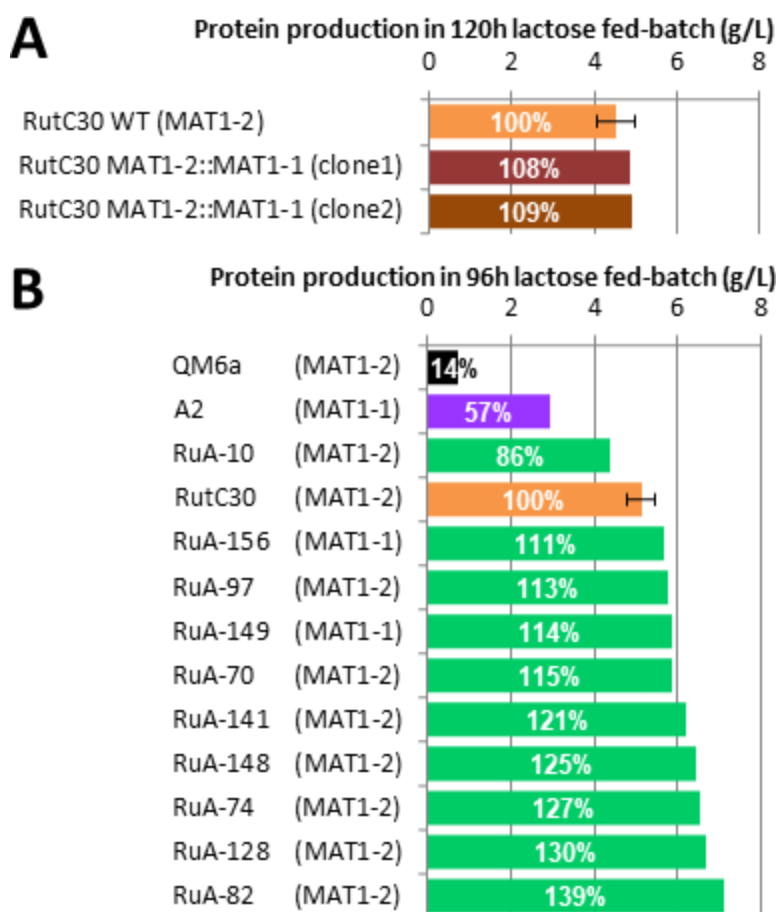 A
Protein production in 120h lactose fed-batch (g/L)
0 2 4 6 8
RutC30 WT (MAT1-2) 100%
RutC30 MAT1-2::MAT1-1 (clone1) 108%
RutC30 MAT1-2::MAT1-1 (clone2) 109%
B
Protein production in 96h lactose fed-batch (g/L)
0 2 4 6 8
QM6a (MAT1-2) 14%
A2 (MAT1-1) 57%
RuA-10 (MAT1-2) 86%
RutC30 (MAT1-2) 100%
RuA-156 (MAT1-1) 111%
RuA-97 (MAT1-2) 113%
RuA-149 (MAT1-1) 114%
RuA-70 (MAT1-2) 115%
RuA-141 (MAT1-2) 121%
RuA-148 (MAT1-2) 125%
RuA-74 (MAT1-2) 127%
RuA-128 (MAT1-2) 130%
RuA-82 (MAT1-2) 139%